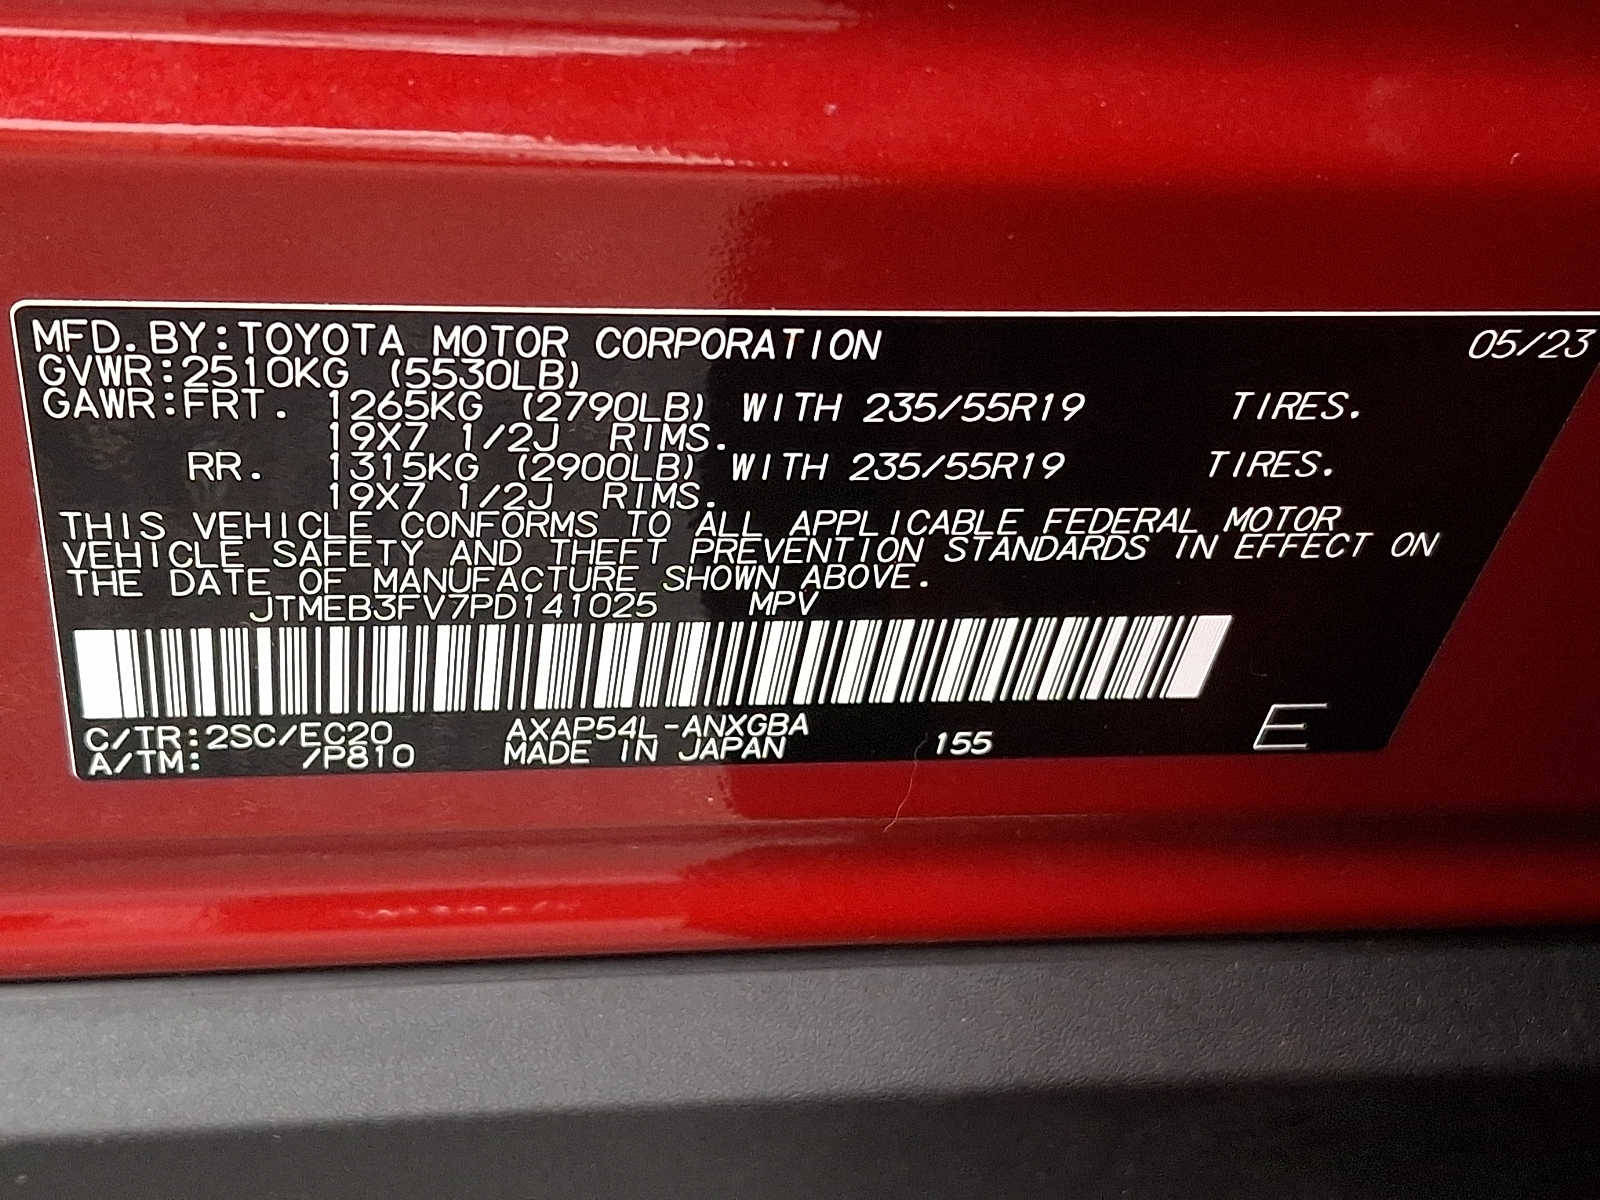 MFD.BY:TOYOTA MOTOR CORPORATION 05/23
GVWR:2510KG (5530LB)
GAWR:FRT. 1265KG (2790LB) WITH 235/55R19 TIRES.
19X7 1/2J RIMS.
RR. 1315KG (2900LB) WITH 235/55R19 TIRES.
19X7 1/2J RIMS.
THIS VEHICLE CONFORMS TO ALL APPLICABLE FEDERAL MOTOR
VEHICLE SAFETY AND THEFT PREVENTION STANDARDS IN EFFECT ON
THE DATE OF MANUFACTURE SHOWN ABOVE.
JTMEB3FV7PD141025 MPV
C/TR:2SC/EC20 AXAP54L-ANXGBA
A/TM: /P810 MADE IN JAPAN 155 E